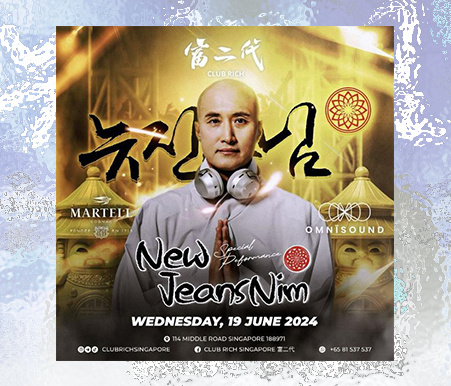 富二代
CLUB RICH
뉴진스님
MARTELL
COGNAC
OMNISOUND
New
JeansNim
Special
Performance
WEDNESDAY, 19 JUNE 2024
114 MIDDLE ROAD SINGAPORE 188971
CLUBRICHSINGAPORE
CLUB RICH SINGAPORE 富二代
+65 81 537 537